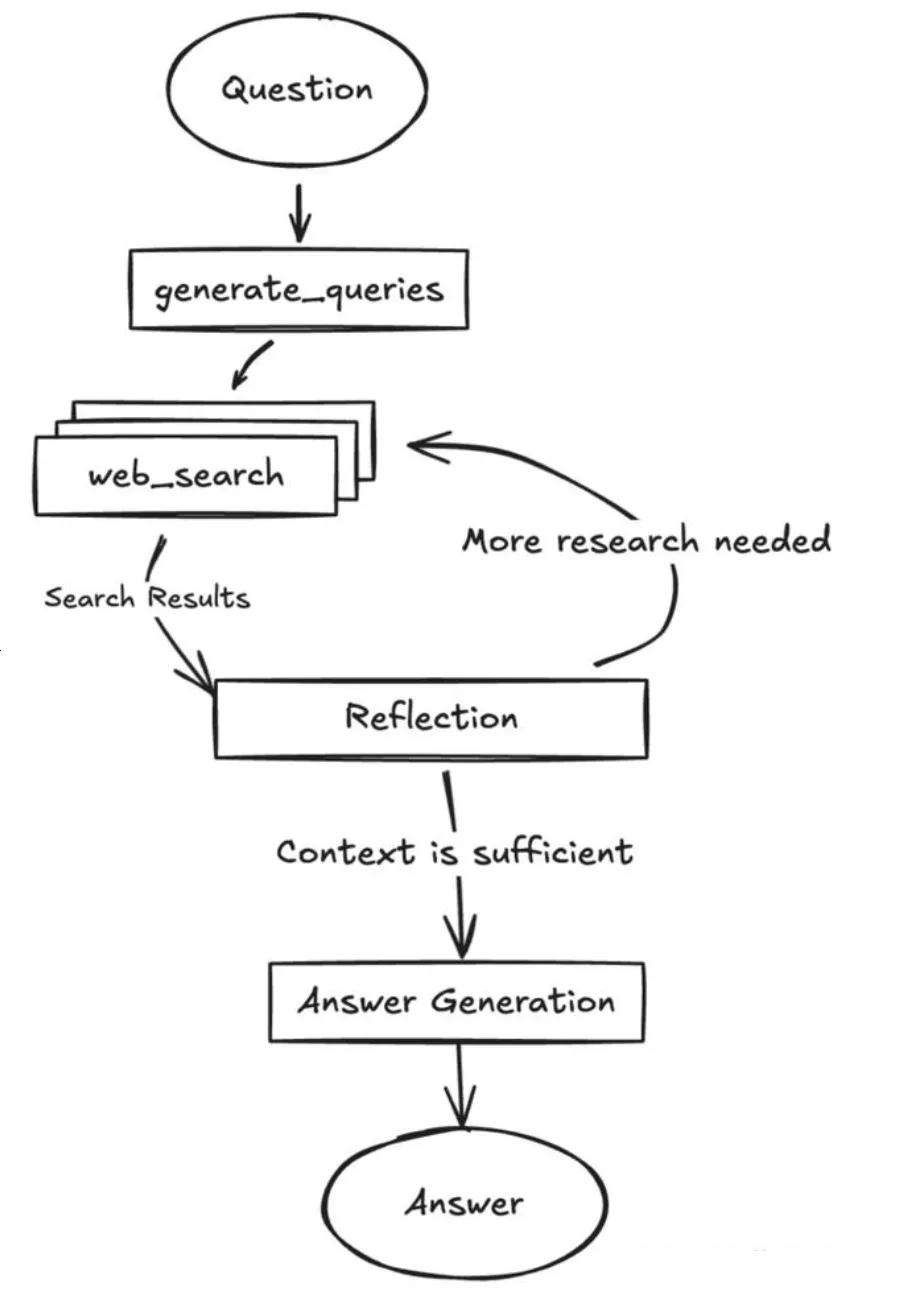 Question
generate_queries
web_search
More research needed
Search Results
Reflection
Context is sufficient
Answer Generation
Answer